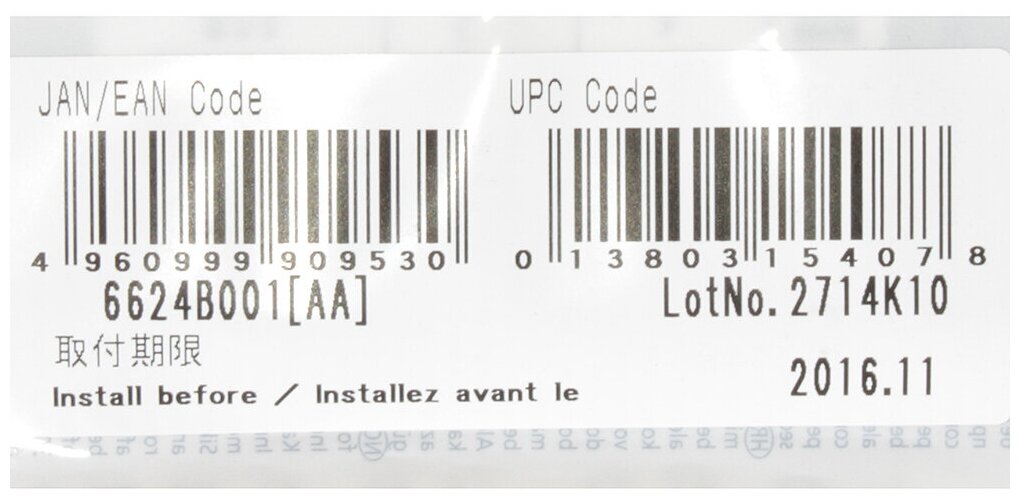 JAN/EAN Code
UPC Code
4 960999 909530
0 13803 15407 8
6624B001[AA]
LotNo. 2714K10
取付期限
Install before / Installez avant le
2016.11